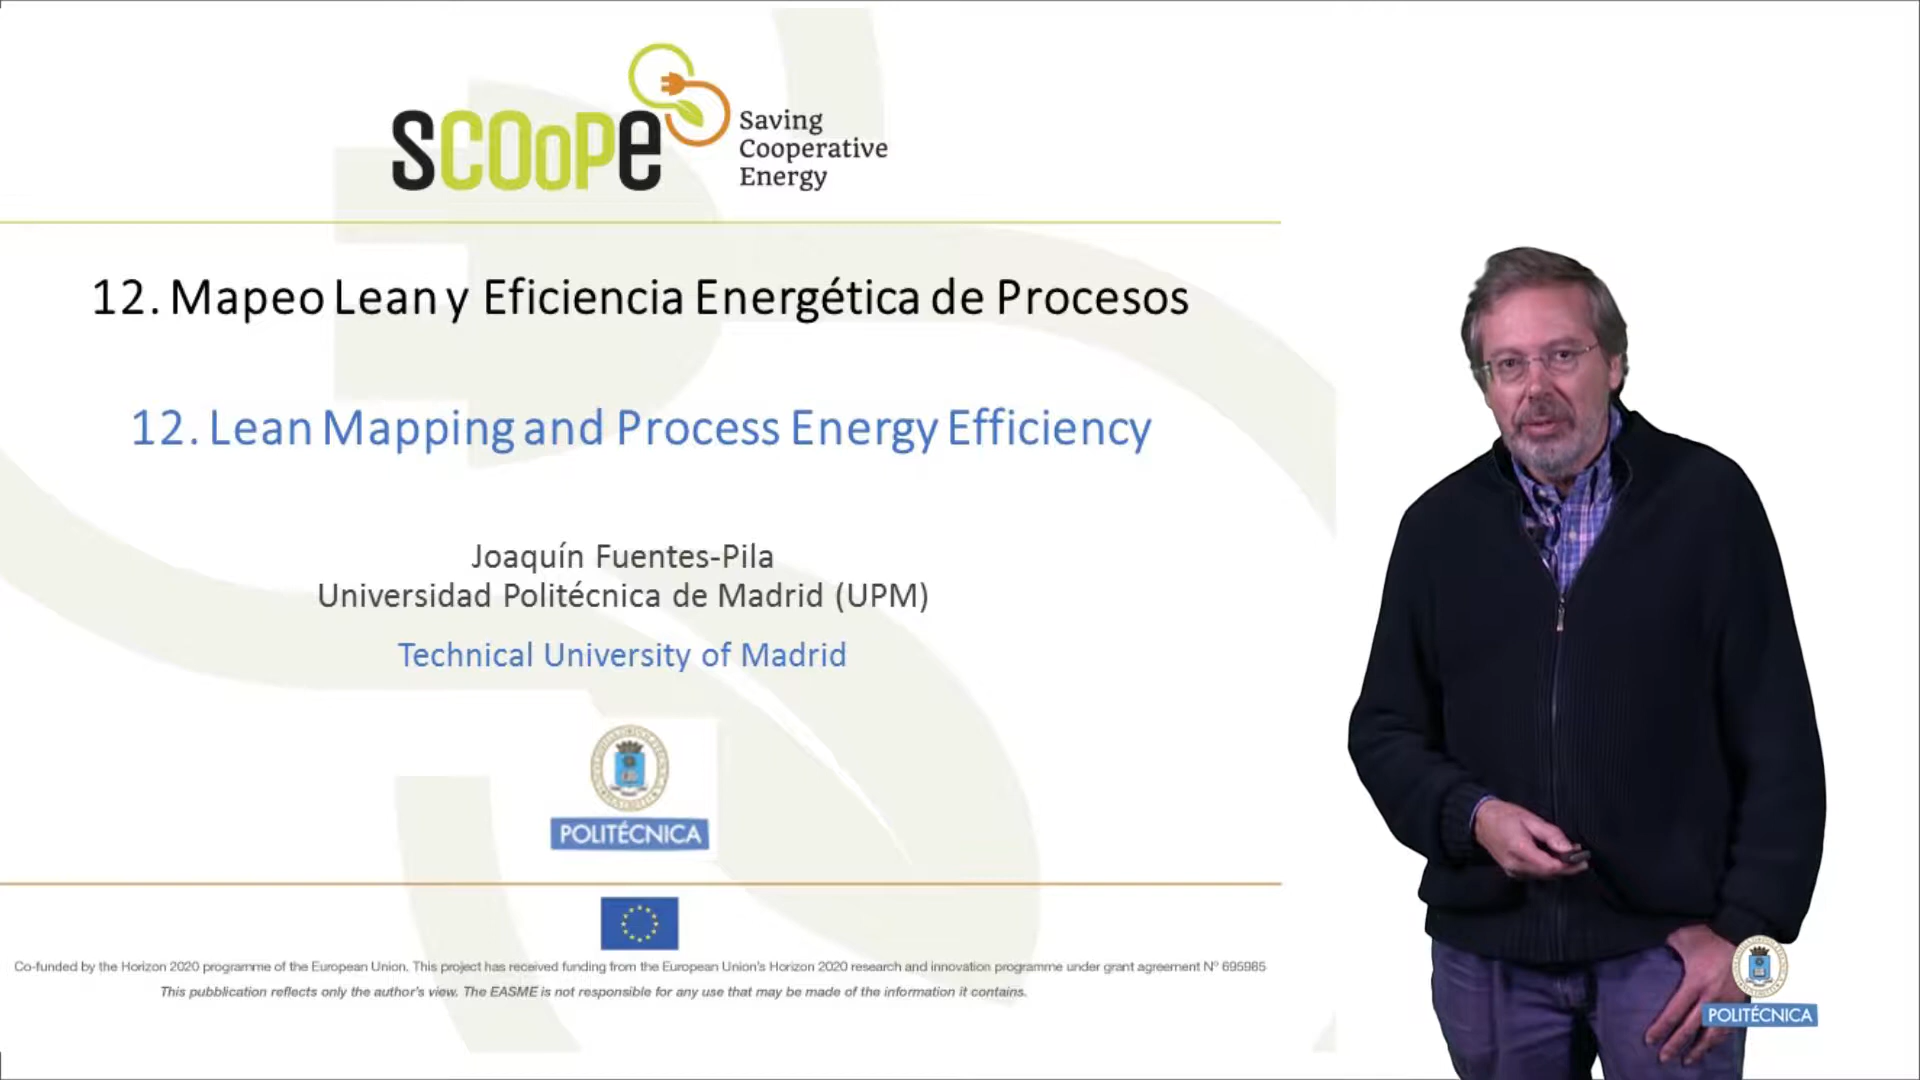 SCOOPE
Saving
Cooperative
Energy
12. Mapeo Lean y Eficiencia Energética de Procesos
12. Lean Mapping and Process Energy Efficiency
Joaquín Fuentes-Pila
Universidad Politécnica de Madrid (UPM)
Technical University of Madrid
POLITÉCNICA
Co-funded by the Horizon 2020 programme of the European Union. This project has received funding from the European Union's Horizon 2020 research and innovation programme under grant agreement Nº 695985
This pubblication reflects only the author's view. The EASME is not responsible for any use that may be made of the information it contains.
POLITÉCNICA